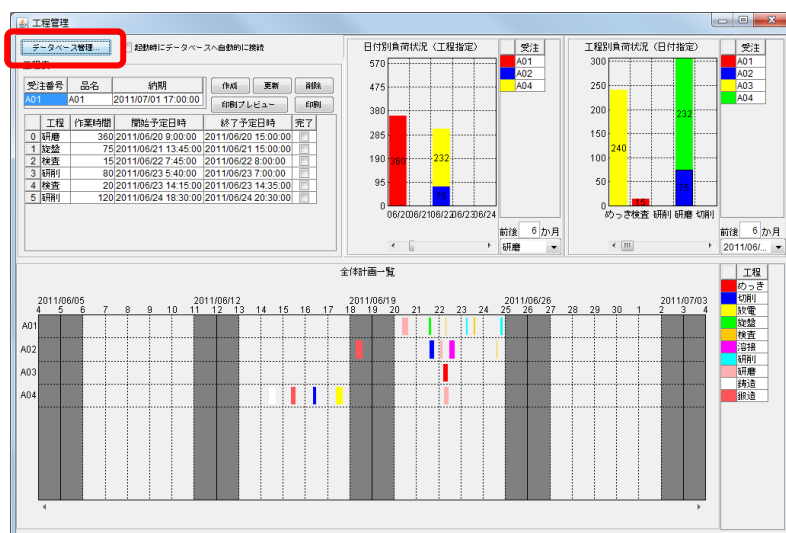 工程管理
データベース管理...
起動時にデータベースへ自動的に接続
工程表
受注番号 品名 納期
A01 A01 2011/07/01 17:00:00
作成 更新 削除
印刷プレビュー 印刷
工程 作業時間 開始予定日時 終了予定日時 完了
0 研磨 360 2011/06/20 9:00:00 2011/06/20 15:00:00
1 旋盤 75 2011/06/21 13:45:00 2011/06/21 15:00:00
2 検査 15 2011/06/22 7:45:00 2011/06/22 8:00:00
3 研削 80 2011/06/23 5:40:00 2011/06/23 7:00:00
4 検査 20 2011/06/23 14:15:00 2011/06/23 14:35:00
5 研削 120 2011/06/24 18:30:00 2011/06/24 20:30:00
日付別負荷状況（工程指定）
570
475
380
285
190
95
0
360
232
75
06/20 06/21 06/22 06/23 06/24
受注
A01
A02
A04
前後 6 か月
研磨
工程別負荷状況（日付指定）
300
250
200
150
100
50
0
240
15
232
75
めっき 検査 研削 研磨 切削
受注
A01
A02
A03
A04
前後 6 か月
2011/06/...
全体計画一覧
2011/06/05 2011/06/12 2011/06/19 2011/06/26 2011/07/03
4 5 6 7 8 9 10 11 12 13 14 15 16 17 18 19 20 21 22 23 24 25 26 27 28 29 30 1 2 3 4
A01
A02
A03
A04
工程
めっき
切削
放電
旋盤
検査
溶接
研削
研磨
鋳造
鍛造